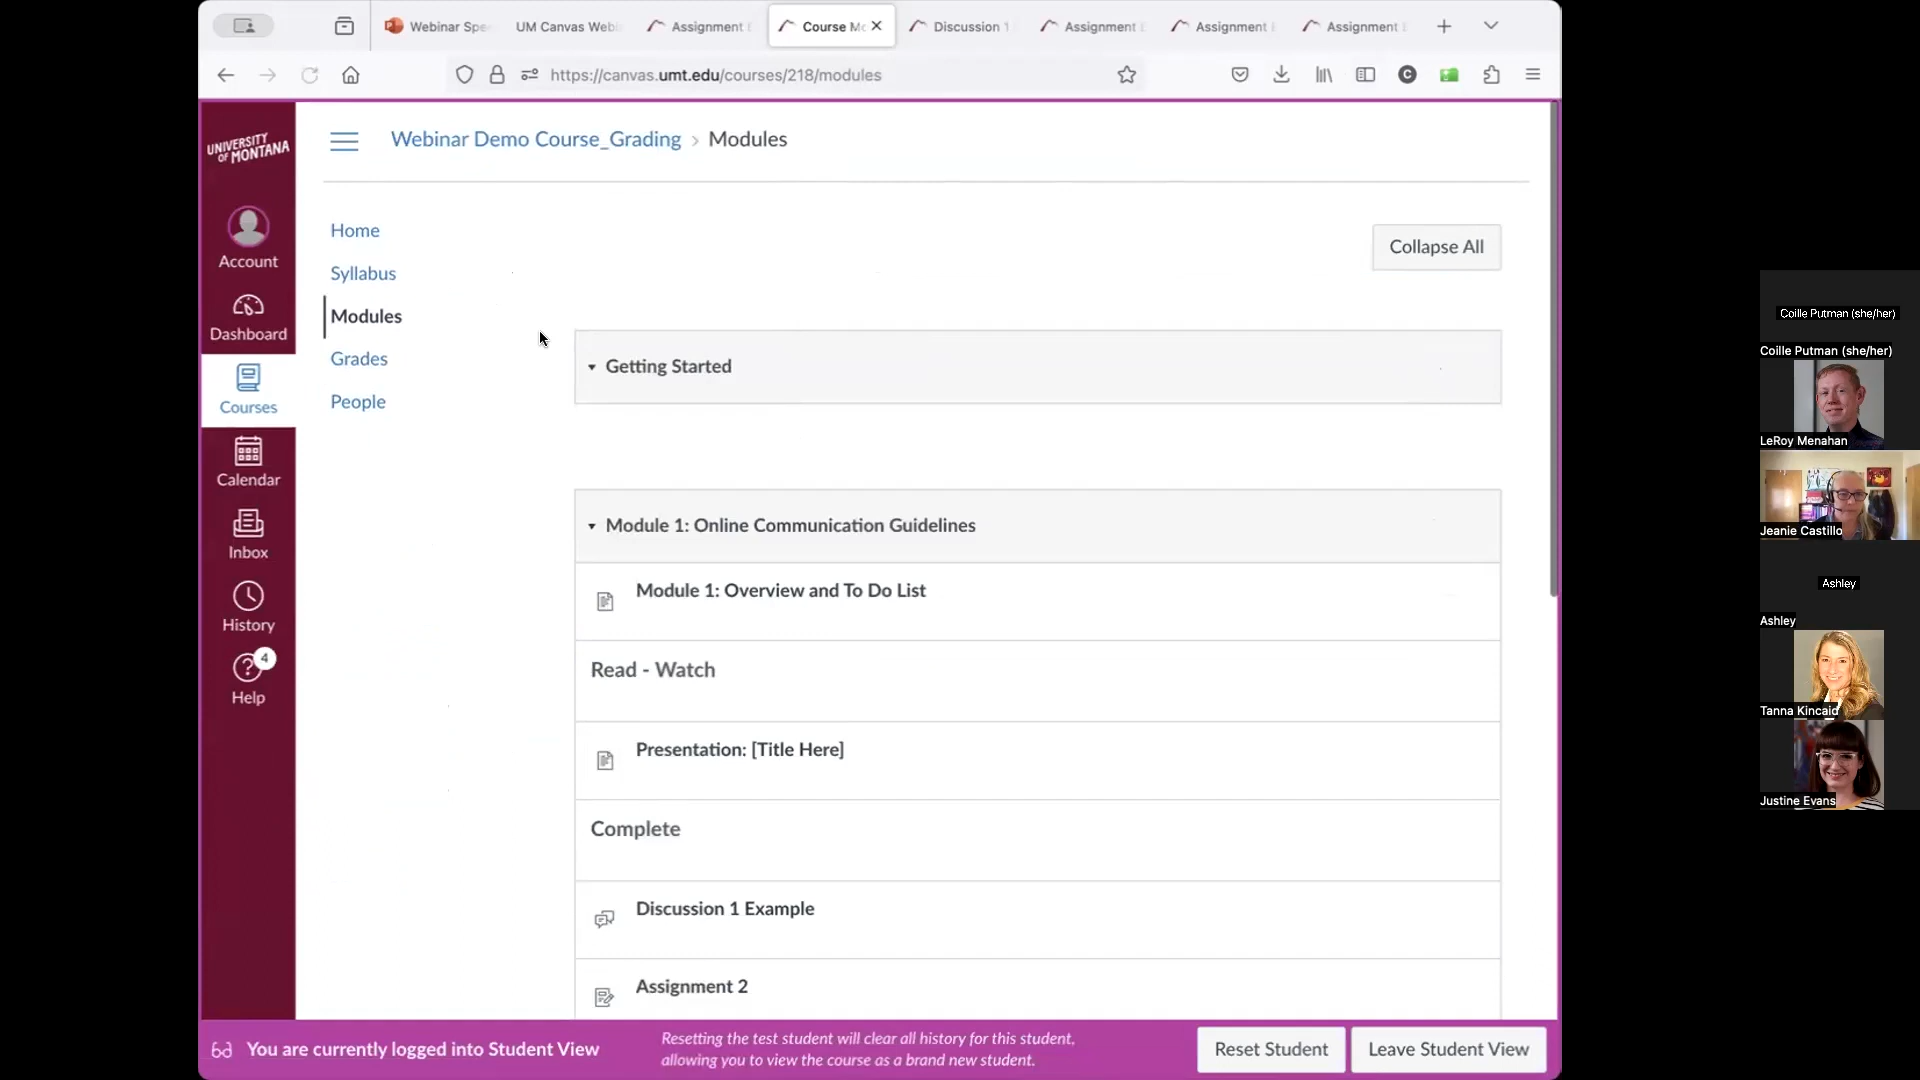 Webinar Spe
UM Canvas Webi
Assignment
Course Mo
Discussion 1
Assignment
Assignment
Assignment
https://canvas.umt.edu/courses/218/modules
C
UNIVERSITY
OF MONTANA
Account
Dashboard
Courses
Calendar
Inbox
History
4
Help
Webinar Demo Course_Grading › Modules
Home
Syllabus
Modules
Grades
People
Collapse All
Getting Started
Module 1: Online Communication Guidelines
Module 1: Overview and To Do List
Read - Watch
Presentation: [Title Here]
Complete
Discussion 1 Example
Assignment 2
You are currently logged into Student View
Resetting the test student will clear all history for this student,
allowing you to view the course as a brand new student.
Reset Student
Leave Student View
Coille Putman (she/her)
Coille Putman (she/her)
LeRoy Menahan
Jeanie Castillo
Ashley
Ashley
Tanna Kincaid
Justine Evans